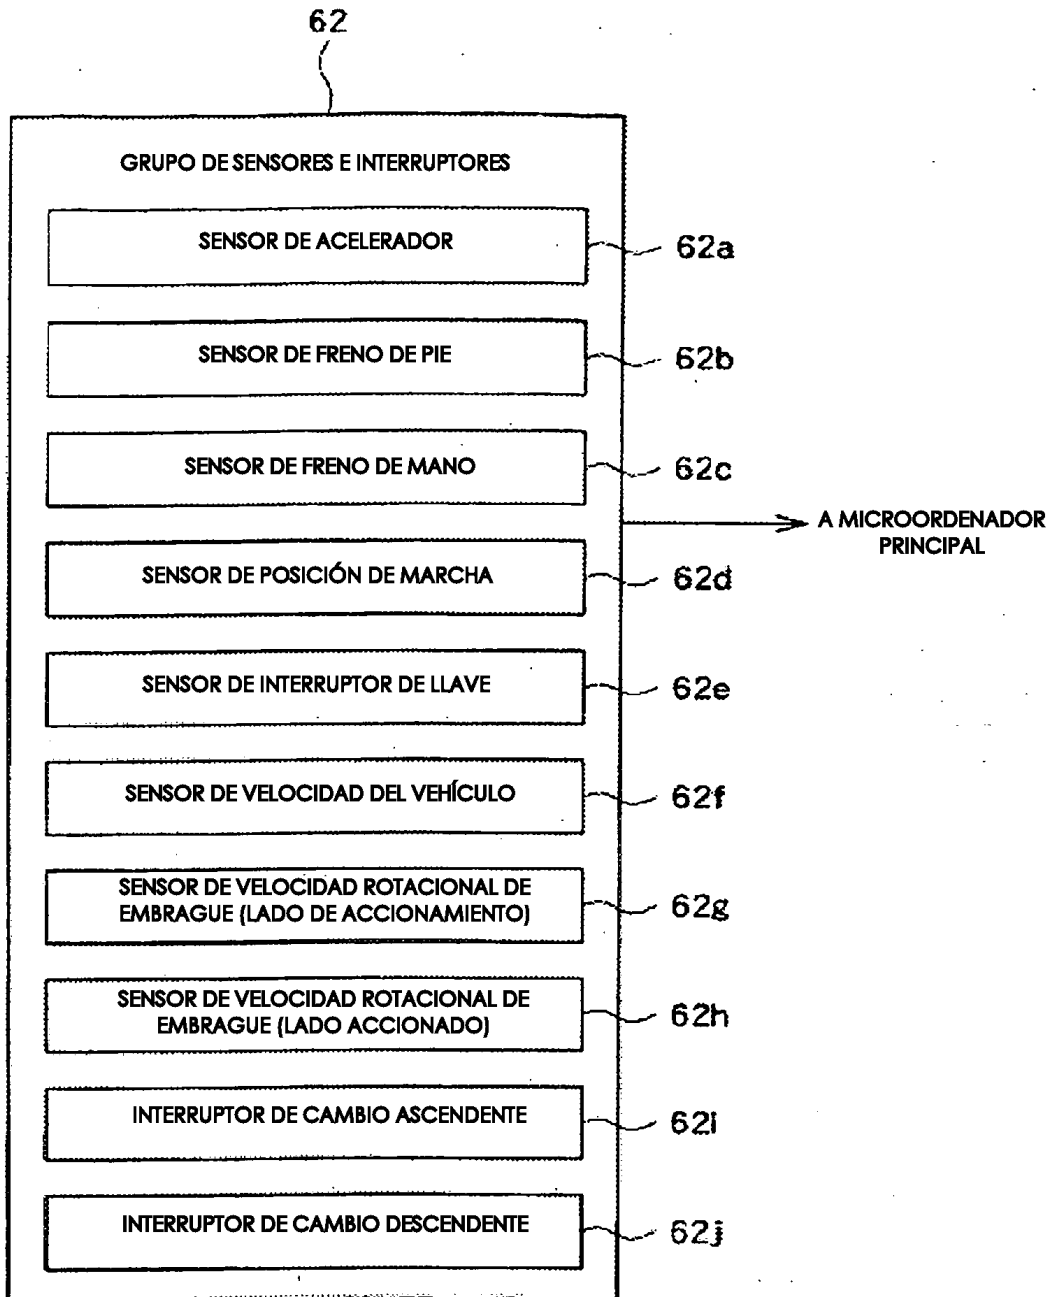 62
GRUPO DE SENSORES E INTERRUPTORES
SENSOR DE ACELERADOR
62a
SENSOR DE FRENO DE PIE
62b
SENSOR DE FRENO DE MANO
62c
A MICROORDENADOR
PRINCIPAL
SENSOR DE POSICIÓN DE MARCHA
62d
SENSOR DE INTERRUPTOR DE LLAVE
62e
SENSOR DE VELOCIDAD DEL VEHÍCULO
62f
SENSOR DE VELOCIDAD ROTACIONAL DE
EMBRAGUE (LADO DE ACCIONAMIENTO)
62g
SENSOR DE VELOCIDAD ROTACIONAL DE
EMBRAGUE (LADO ACCIONADO)
62h
INTERRUPTOR DE CAMBIO ASCENDENTE
62i
INTERRUPTOR DE CAMBIO DESCENDENTE
62j